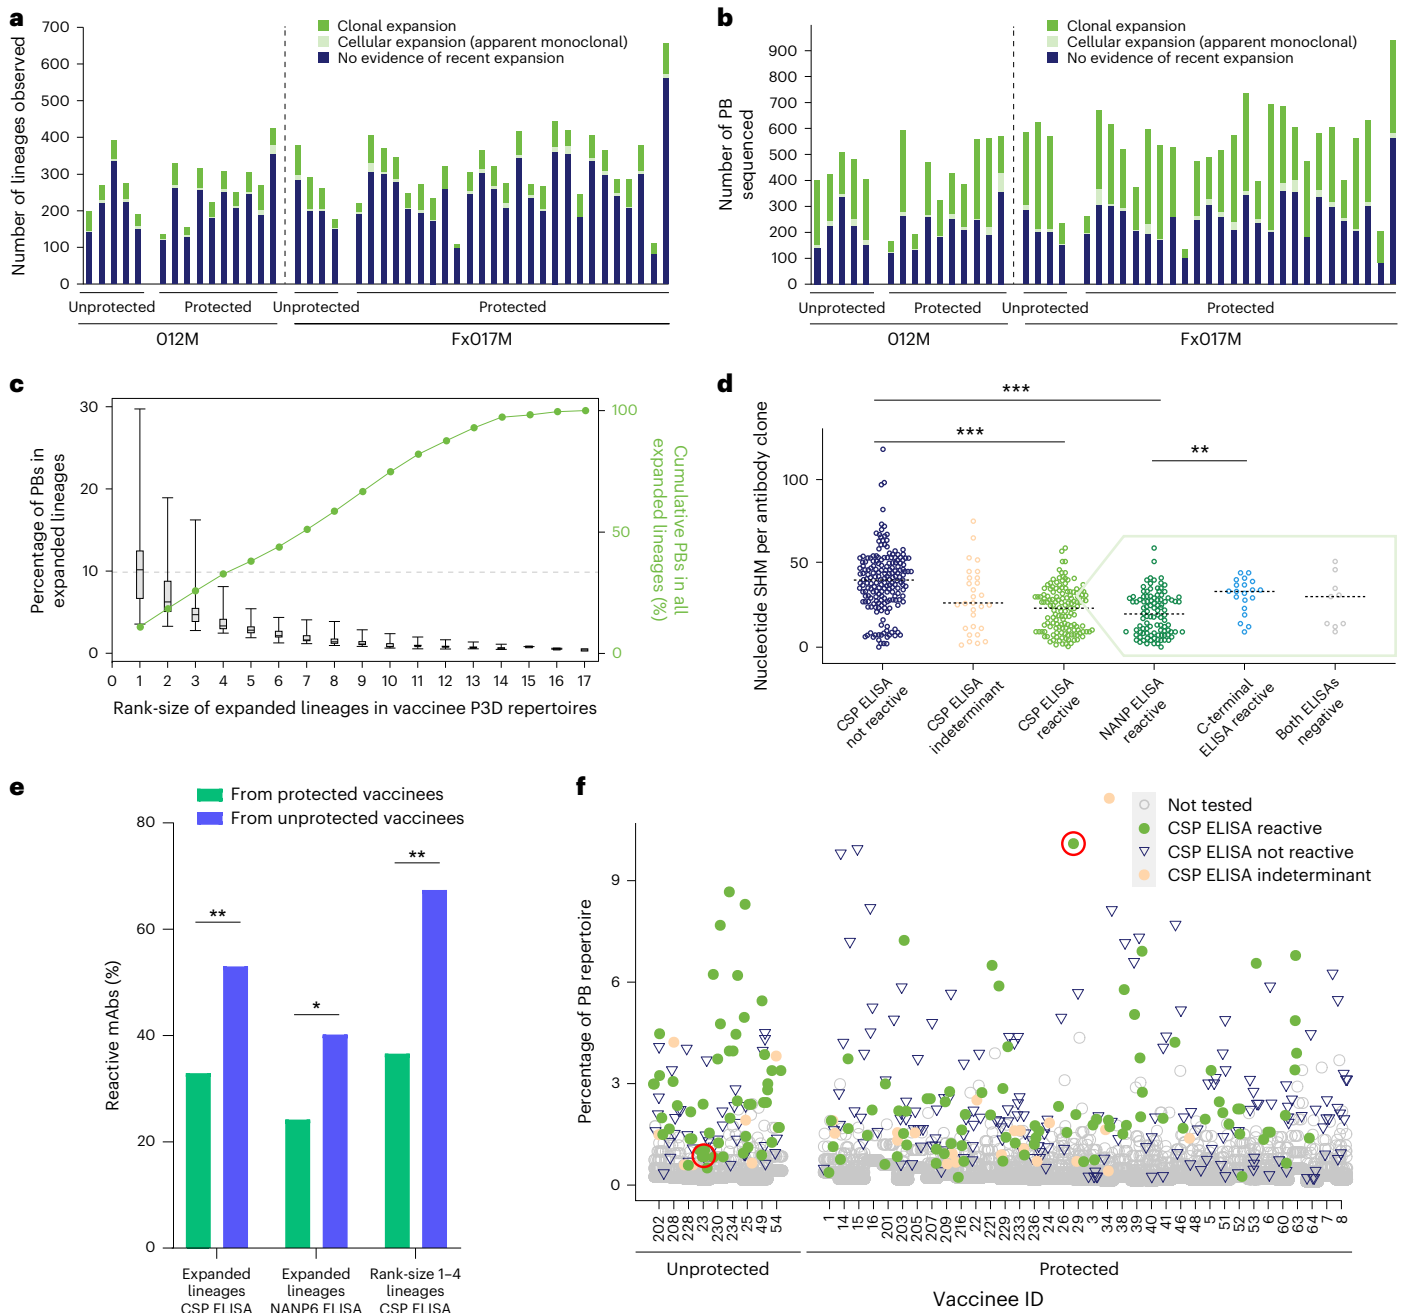 a
Clonal expansion
Cellular expansion (apparent monoclonal)
No evidence of recent expansion
Number of lineages observed
700
600
500
400
300
200
100
0
Unprotected
Protected
Unprotected
Protected
012M
Fx017M
b
Clonal expansion
Cellular expansion (apparent monoclonal)
No evidence of recent expansion
Number of PB
sequenced
900
800
700
600
500
400
300
200
100
0
Unprotected
Protected
Unprotected
Protected
012M
Fx017M
c
Percentage of PBs in
expanded lineages
30
20
10
0
100
50
0
Cumulative PBs in all
expanded lineages (%)
0 1 2 3 4 5 6 7 8 9 10 11 12 13 14 15 16 17
Rank-size of expanded lineages in vaccinee P3D repertoires
d
Nucleotide SHM per antibody clone
***
***
**
100
50
0
CSP ELISA
not reactive
CSP ELISA
indeterminant
CSP ELISA
reactive
NANP ELISA
reactive
C-terminal
ELISA reactive
Both ELISAs
negative
e
From protected vaccinees
From unprotected vaccinees
Reactive mAbs (%)
80
60
40
20
0
**
*
**
Expanded
lineages
CSP ELISA
Expanded
lineages
NANP6 ELISA
Rank-size 1–4
lineages
CSP ELISA
f
Not tested
CSP ELISA reactive
CSP ELISA not reactive
CSP ELISA indeterminant
Percentage of PB repertoire
9
6
3
0
202 208 228 23 230 234 25 49 54
1 14 15 16 201 203 205 207 209 216 22 221 229 233 236 24 26 29 3 34 38 39 40 41 46 48 5 51 52 53 6 60 63 64 7 8
Unprotected
Protected
Vaccinee ID